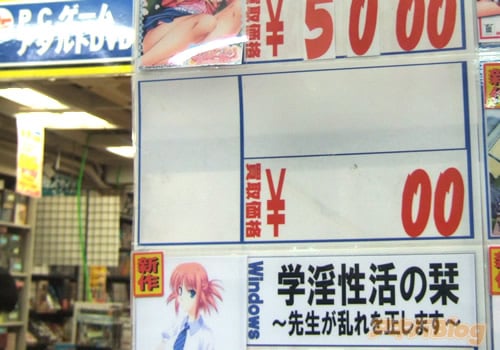 PCゲーム
アダルトDVD
買取価格 ¥ 5000
買取価格 ¥ 00
新作
Windows
学淫性活の栞
~先生が乱れを正します~
Blog